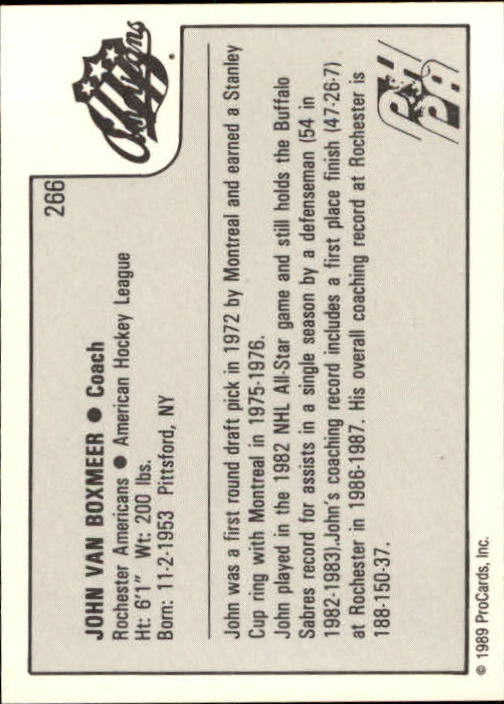 266
JOHN VAN BOXMEER ● Coach
Rochester Americans ● American Hockey League
Ht: 6'1" Wt: 200 lbs.
Born: 11-2-1953 Pittsford, NY
John was a first round draft pick in 1972 by Montreal and earned a Stanley
Cup ring with Montreal in 1975-1976.
John played in the 1982 NHL All-Star game and still holds the Buffalo
Sabres record for assists in a single season by a defenseman (54 in
1982-1983).John's coaching record includes a first place finish (47-26-7)
at Rochester in 1986-1987. His overall coaching record at Rochester is
188-150-37.
PH
PA
© 1989 ProCards, Inc.